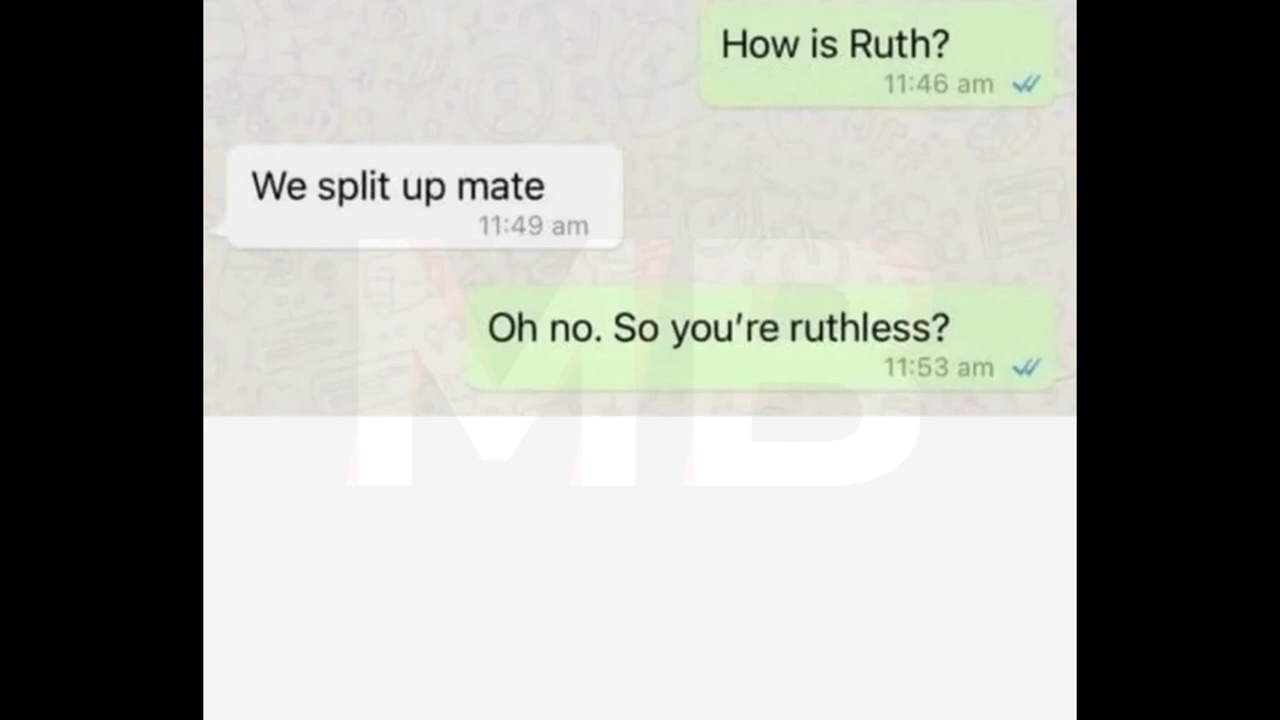 How is Ruth?
11:46 am
We split up mate
11:49 am
Oh no. So you’re ruthless?
11:53 am
MB